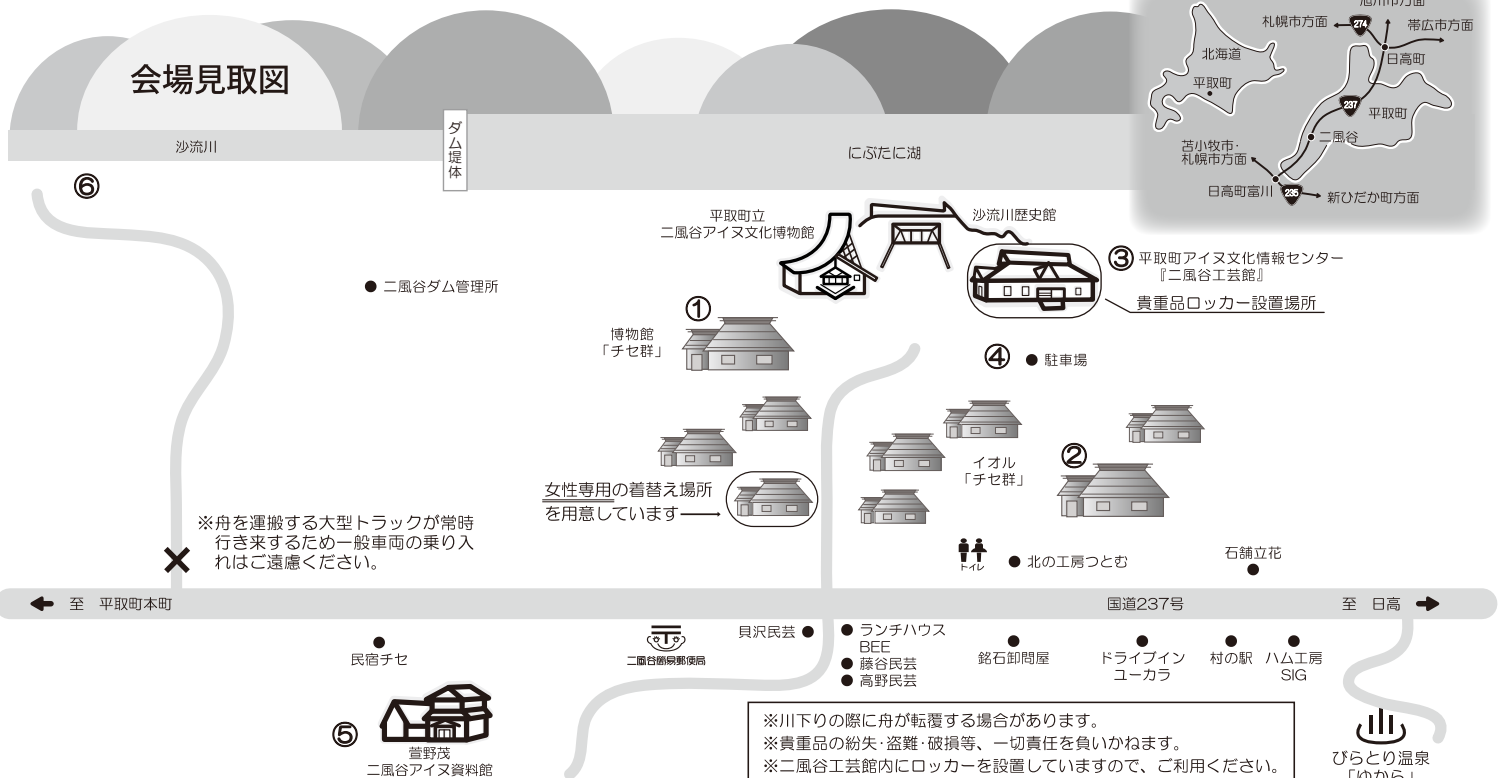 会場見取図
沙流川
ダム堤体
にぶたに湖
札幌市方面
274
帯広市方面
北海道
日高町
平取町
237
平取町
二風谷
苫小牧市・
札幌市方面
日高町富川
235
新ひだか町方面
⑥
平取町立
二風谷アイヌ文化博物館
沙流川歴史館
③平取町アイヌ文化情報センター
『二風谷工芸館』
貴重品ロッカー設置場所
●二風谷ダム管理所
①
博物館
「チセ群」
④ ●駐車場
イオル
「チセ群」
②
女性専用の着替え場所
を用意しています
※舟を運搬する大型トラックが常時
行き来するため一般車両の乗り入
れはご遠慮ください。
トイレ
●北の工房つとむ
石舗立花
至 平取町本町
国道237号
至 日高
民宿チセ
二風谷簡易郵便局
貝沢民芸●
●ランチハウス
BEE
●藤谷民芸
●高野民芸
銘石卸問屋
ドライブイン
ユーカラ
村の駅
ハム工房
SIG
⑤
萱野茂
二風谷アイヌ資料館
※川下りの際に舟が転覆する場合があります。
※貴重品の紛失・盗難・破損等、一切責任を負いかねます。
※二風谷工芸館内にロッカーを設置していますので、ご利用ください。
びらとり温泉
「ゆから」